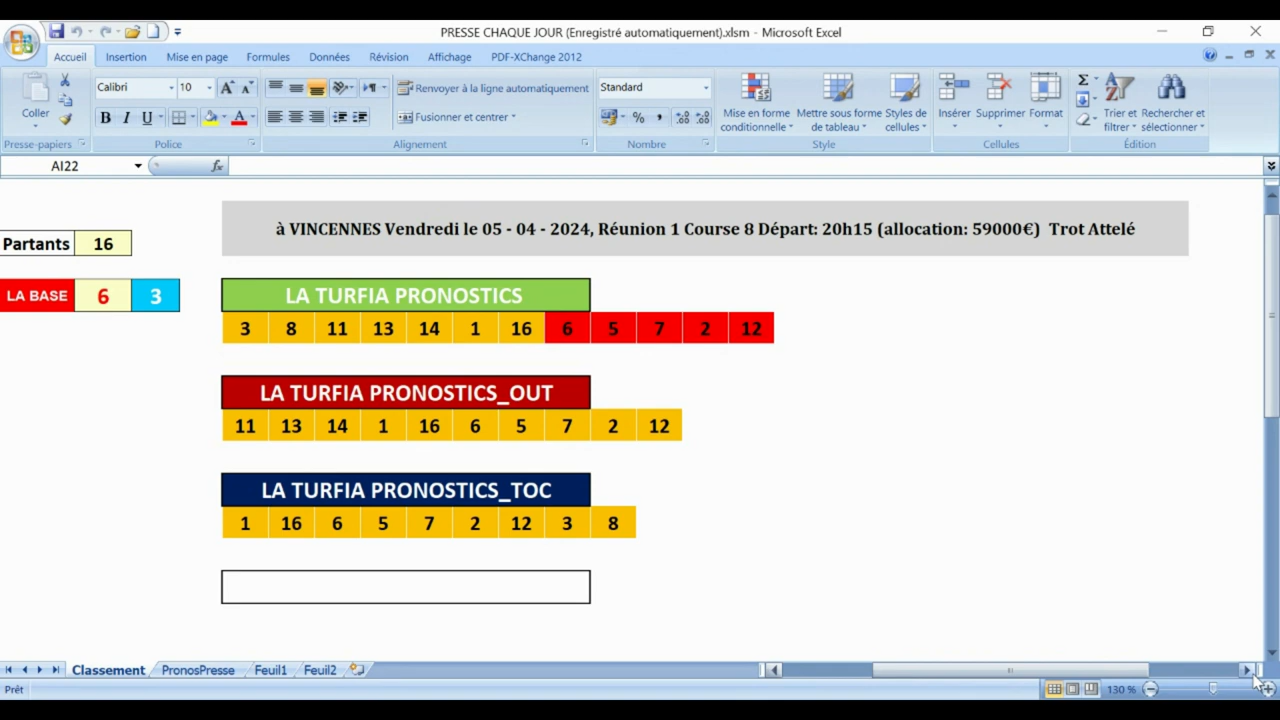 PRESSE CHAQUE JOUR (Enregistré automatiquement).xlsm - Microsoft Excel
Accueil Insertion Mise en page Formules Données Révision Affichage PDF-XChange 2012
Coller
Calibri 10
Renvoyer à la ligne automatiquement
Standard
Mise en forme conditionnelle
Mettre sous forme de tableau
Styles de cellules
Insérer Supprimer Format
Trier et filtrer
Rechercher et sélectionner
B I U A
Fusionner et centrer
% ,
Presse-papiers Police Alignement Nombre Style Cellules Édition
AI22 fx
à VINCENNES Vendredi le 05 - 04 - 2024, Réunion 1 Course 8 Départ: 20h15 (allocation: 59000€) Trot Attelé
Partants 16
LA BASE 6 3
LA TURFIA PRONOSTICS
3 8 11 13 14 1 16 6 5 7 2 12
LA TURFIA PRONOSTICS_OUT
11 13 14 1 16 6 5 7 2 12
LA TURFIA PRONOSTICS_TOC
1 16 6 5 7 2 12 3 8
Classement PronosPresse Feuil1 Feuil2
Prêt 130 %